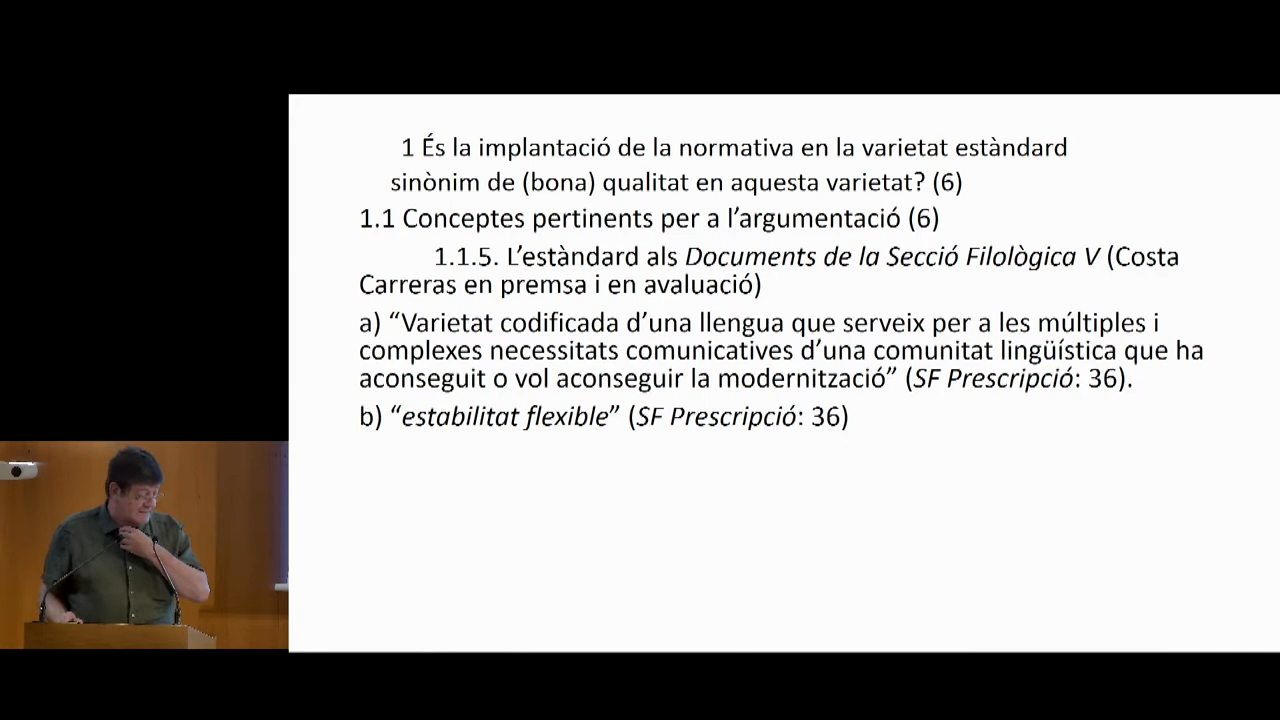 1 És la implantació de la normativa en la varietat estàndard
sinònim de (bona) qualitat en aquesta varietat? (6)
1.1 Conceptes pertinents per a l’argumentació (6)
1.1.5. L’estàndard als Documents de la Secció Filològica V (Costa
Carreras en premsa i en avaluació)
a) “Varietat codificada d’una llengua que serveix per a les múltiples i
complexes necessitats comunicatives d’una comunitat lingüística que ha
aconseguit o vol aconseguir la modernització” (SF Prescripció: 36).
b) “estabilitat flexible” (SF Prescripció: 36)